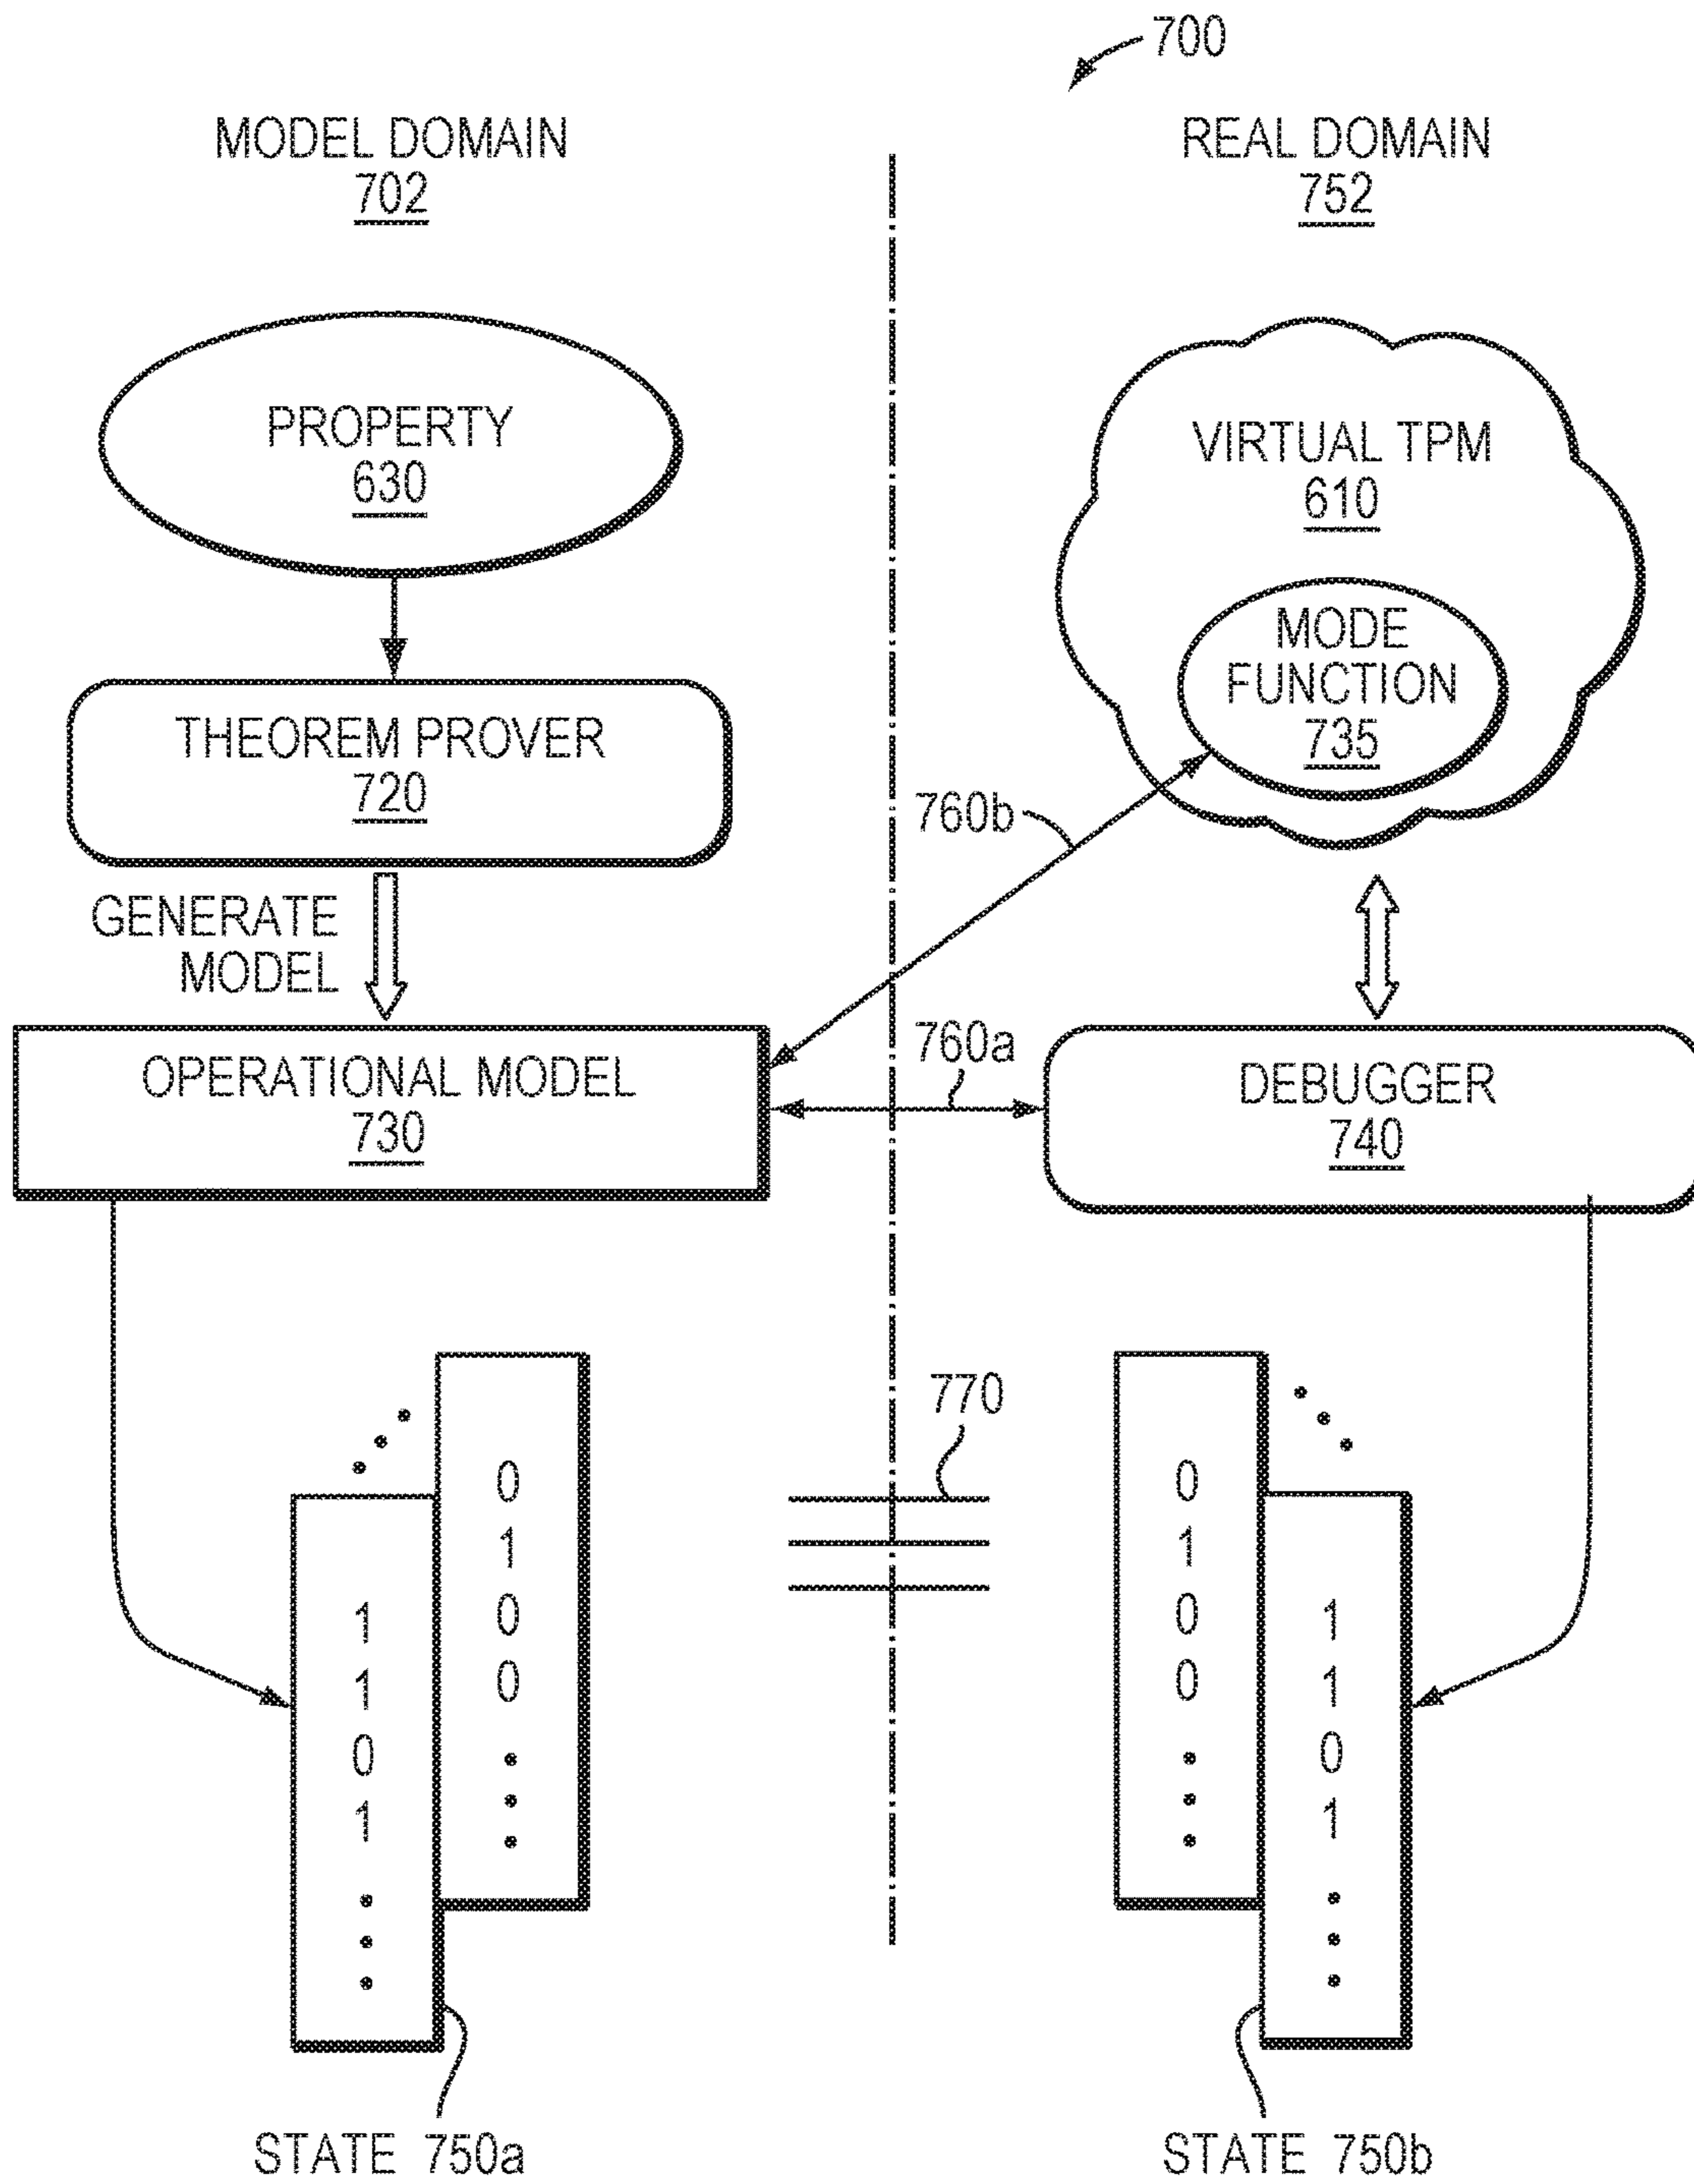 700
MODEL DOMAIN
702
REAL DOMAIN
752
PROPERTY
630
VIRTUAL TPM
610
MODE
FUNCTION
735
THEOREM PROVER
720
760b
GENERATE
MODEL
OPERATIONAL MODEL
730
760a
DEBUGGER
740
770
0
1
0
0
1
1
0
1
0
1
0
0
1
1
0
1
STATE 750a
STATE 750b